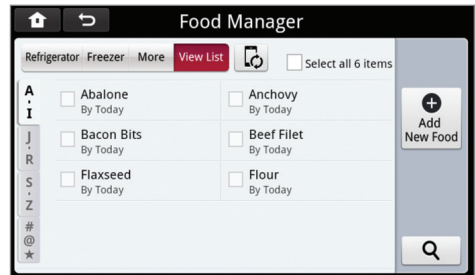 Food Manager
Refrigerator Freezer More View List
Select all 6 items
A
-
I
J
-
R
S
-
Z
#
@
★
Abalone
By Today
Anchovy
By Today
Bacon Bits
By Today
Beef Filet
By Today
Flaxseed
By Today
Flour
By Today
Add
New Food